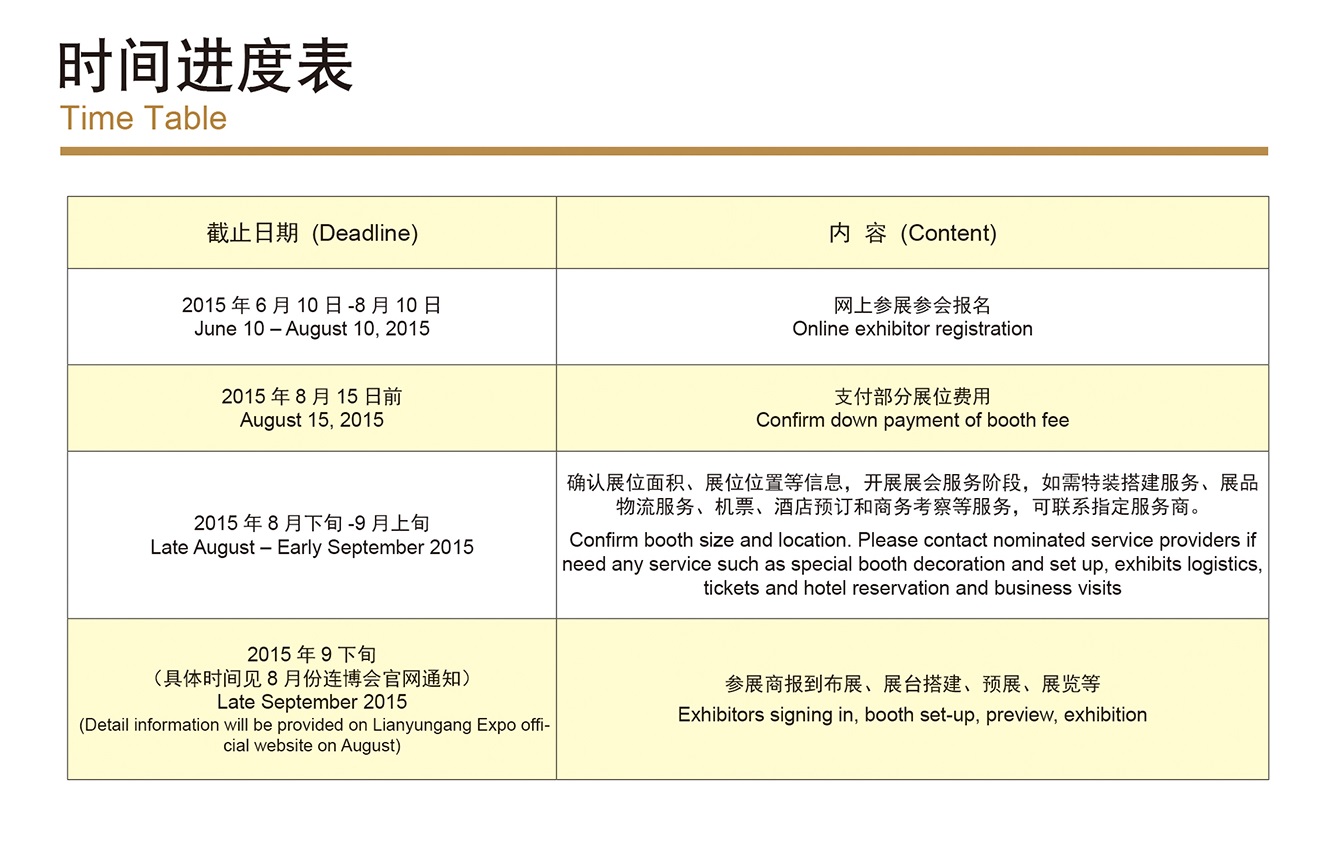 时间进度表
Time Table
截止日期 (Deadline)
内 容 (Content)
2015 年 6 月 10 日 -8 月 10 日
June 10 – August 10, 2015
网上参展参会报名
Online exhibitor registration
2015 年 8 月 15 日前
August 15, 2015
支付部分展位费用
Confirm down payment of booth fee
2015 年 8 月下旬 -9 月上旬
Late August – Early September 2015
确认展位面积、展位位置等信息，开展展会服务阶段，如需特装搭建服务、展品
物流服务、机票、酒店预订和商务考察等服务，可联系指定服务商。
Confirm booth size and location. Please contact nominated service providers if
need any service such as special booth decoration and set up, exhibits logistics,
tickets and hotel reservation and business visits
2015 年 9 下旬
（具体时间见 8 月份连博会官网通知）
Late September 2015
(Detail information will be provided on Lianyungang Expo offi-
cial website on August)
参展商报到布展、展台搭建、预展、展览等
Exhibitors signing in, booth set-up, preview, exhibition